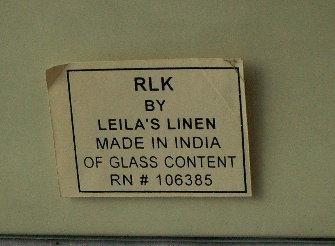 RLK
BY
LEILA'S LINEN
MADE IN INDIA
OF GLASS CONTENT
RN # 106385